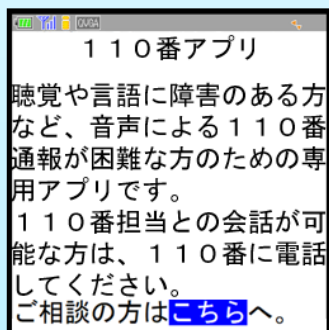 QVGA
110番アプリ
聴覚や言語に障害のある方
など、音声による110番
通報が困難な方のための専
用アプリです。
110番担当との会話が可
能な方は、110番に電話
してください。
ご相談の方はこちらへ。